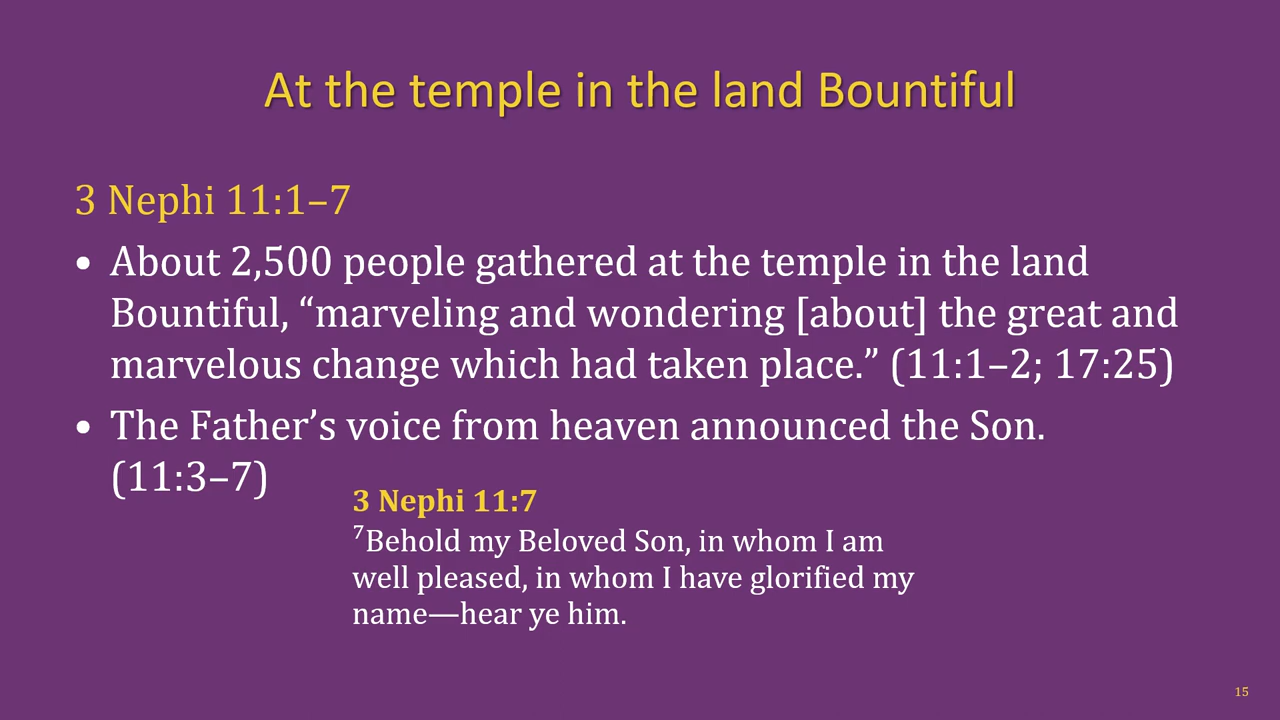 At the temple in the land Bountiful
3 Nephi 11:1–7
• About 2,500 people gathered at the temple in the land
Bountiful, “marveling and wondering [about] the great and
marvelous change which had taken place.” (11:1–2; 17:25)
• The Father’s voice from heaven announced the Son.
(11:3–7)
3 Nephi 11:7
⁷Behold my Beloved Son, in whom I am
well pleased, in whom I have glorified my
name—hear ye him.
15